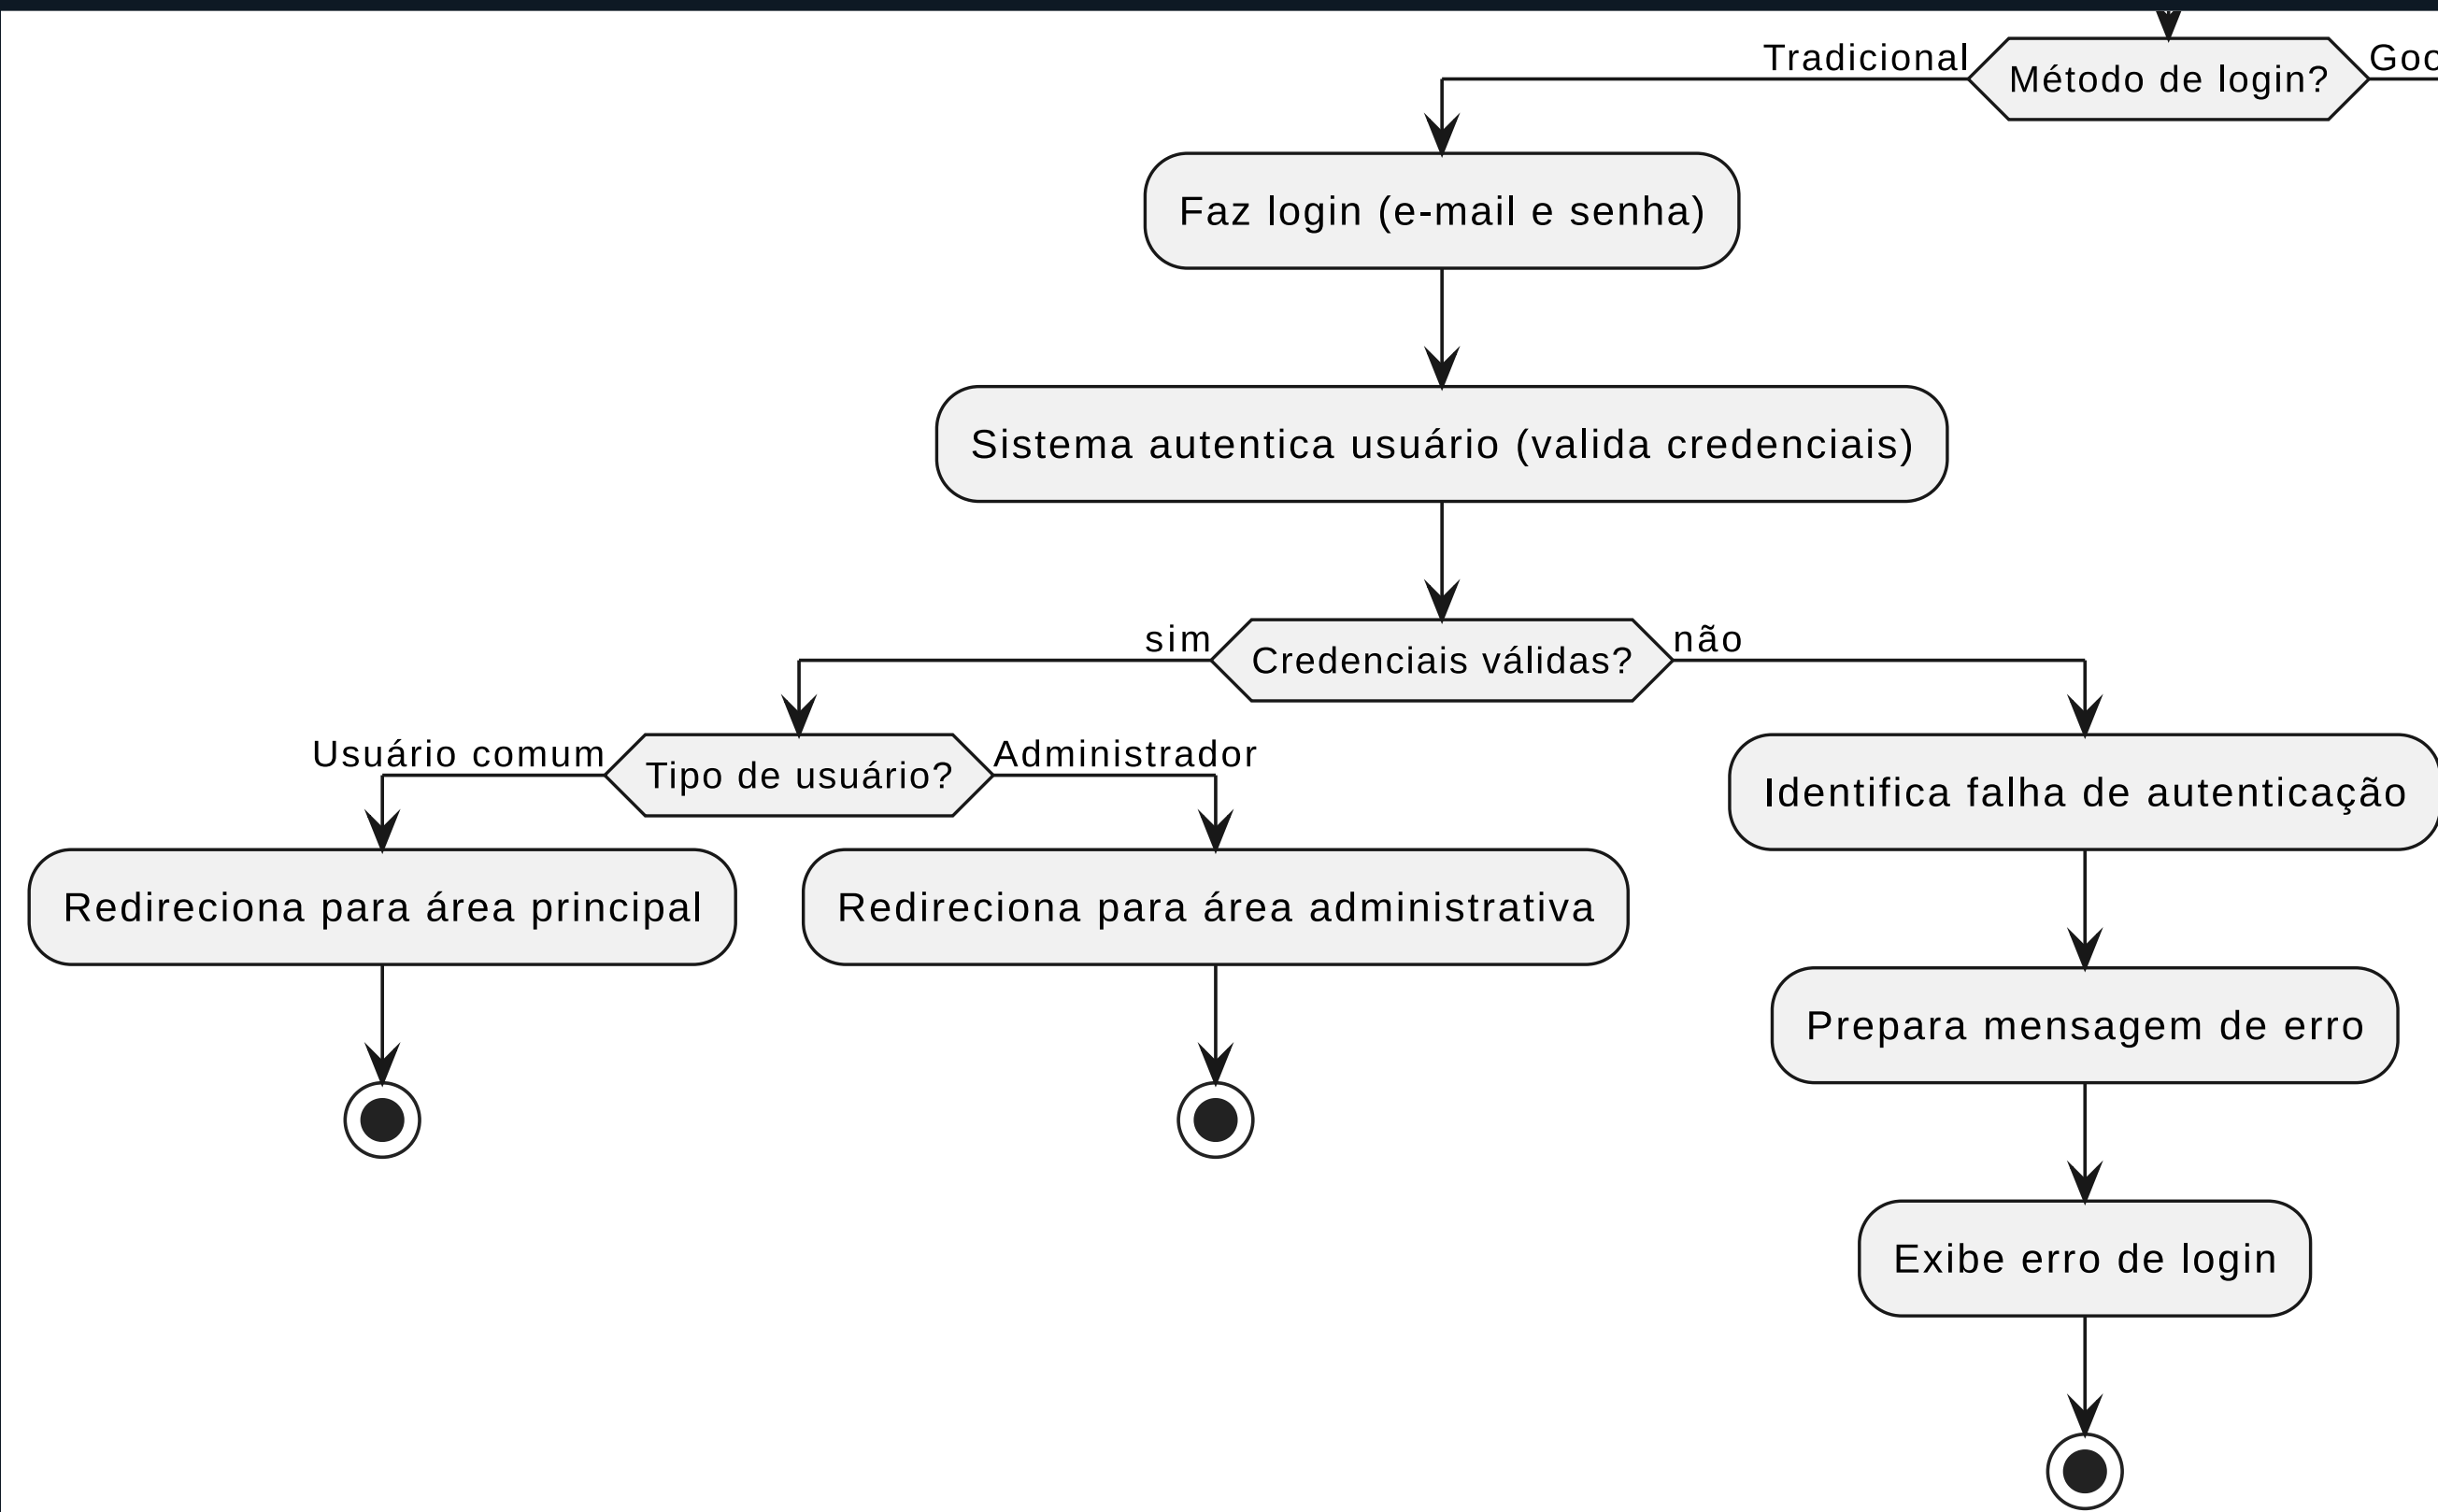 Tradicional
Método de login?
Faz login (e-mail e senha)
Sistema autentica usuário (valida credenciais)
sim
Credenciais válidas?
não
Usuário comum
Tipo de usuário?
Administrador
Identifica falha de autenticação
Redireciona para área principal
Redireciona para área administrativa
Prepara mensagem de erro
Exibe erro de login